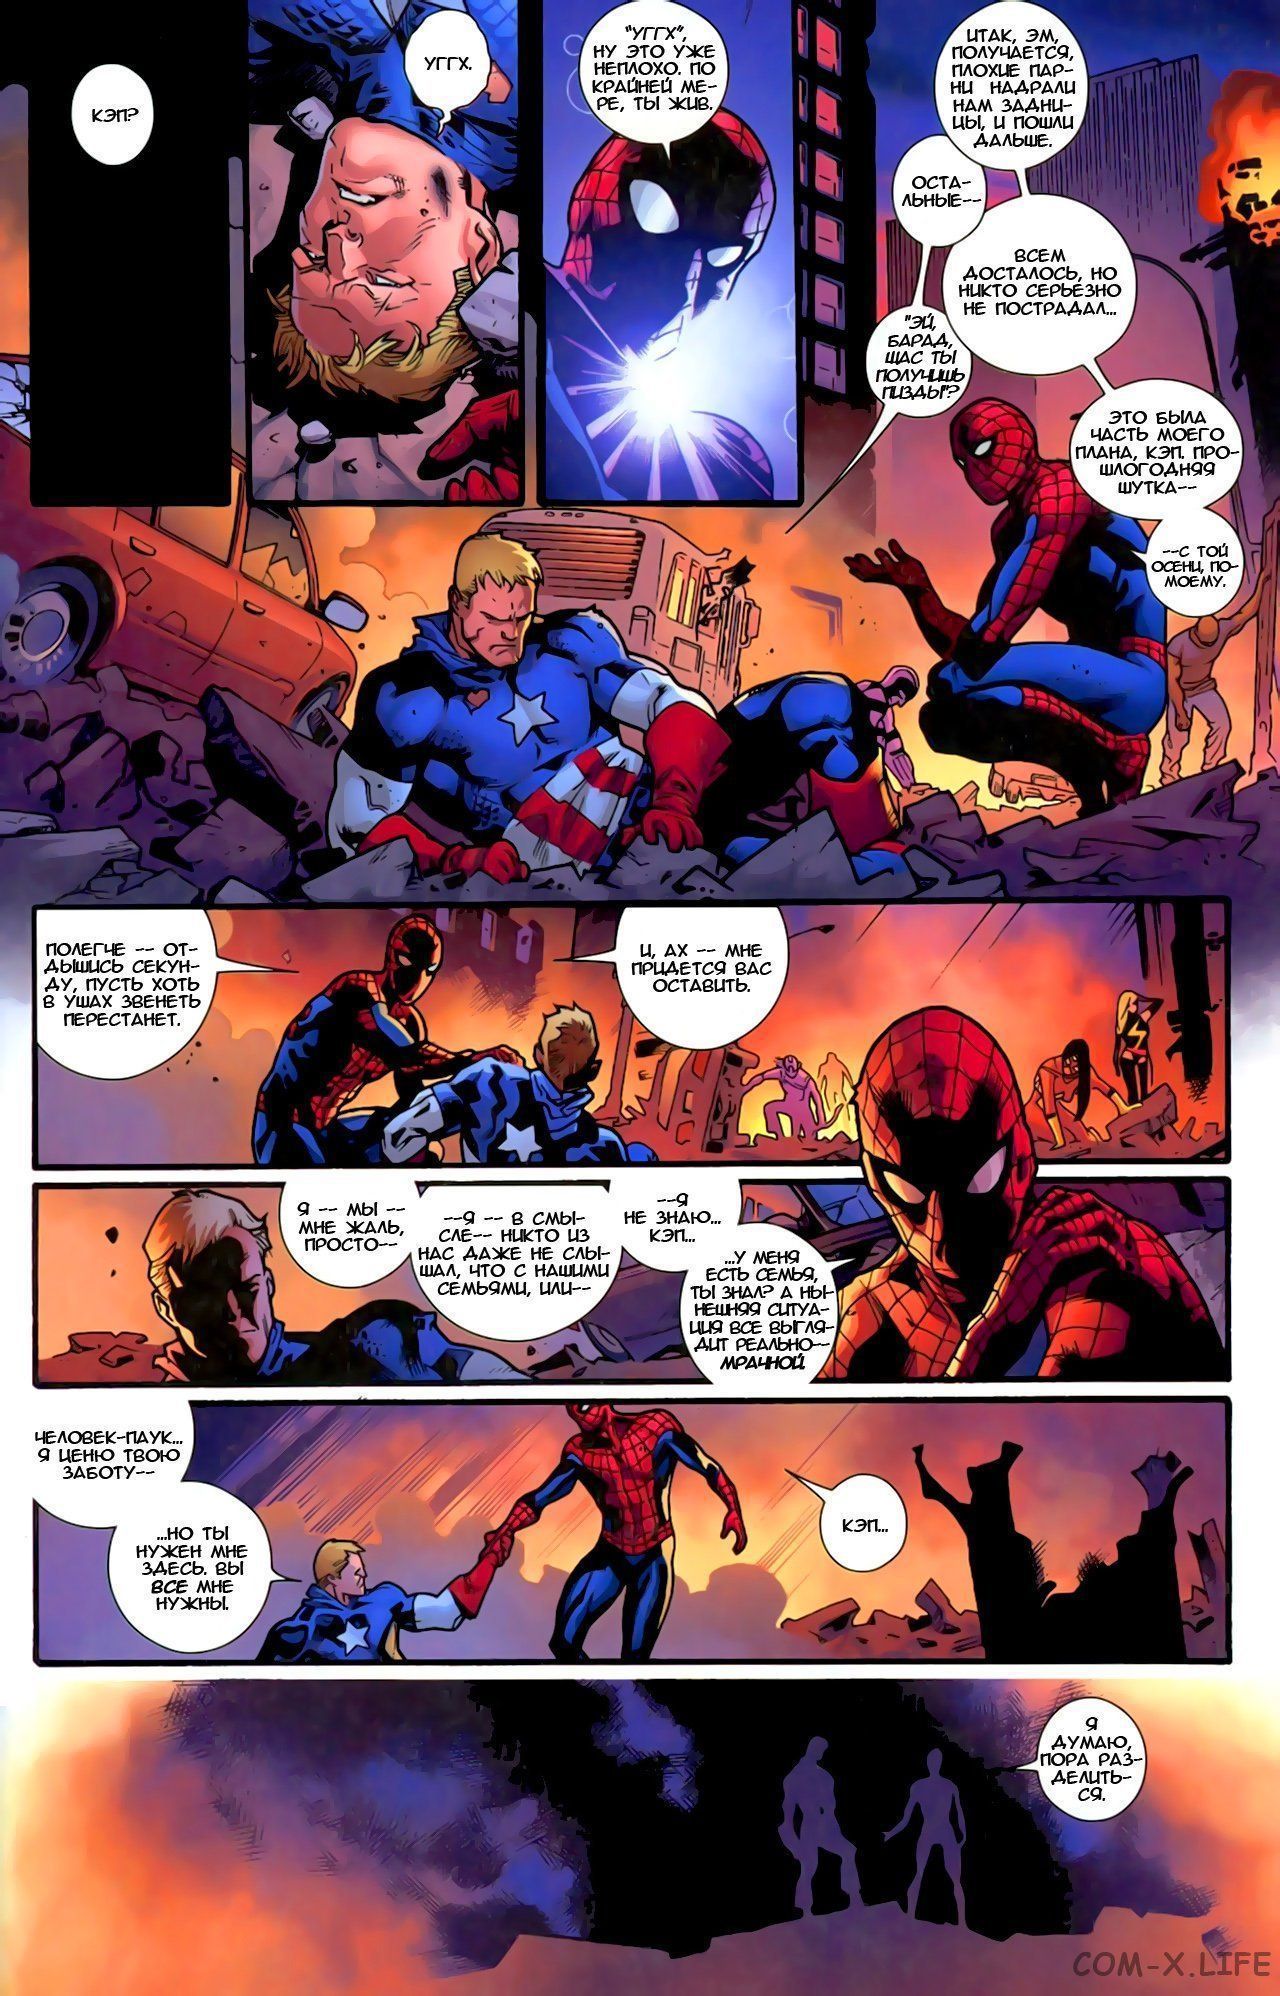 КЭП?
УГГХ.
"УГГХ",
НУ ЭТО УЖЕ
НЕПЛОХО. ПО
КРАЙНЕЙ МЕ-
РЕ, ТЫ ЖИВ.
ИТАК, ЭМ,
ПОЛУЧАЕТСЯ,
ПЛОХИЕ ПАР-
НИ НАДРАЛИ
НАМ ЗАДНИ-
ЦЫ, И ПОШЛИ
ДАЛЬШЕ.
ОСТА-
ЛЬНЫЕ--
ВСЕМ
ДОСТАЛОСЬ, НО
НИКТО СЕРЬЕЗНО
НЕ ПОСТРАДАЛ...
"ЭЙ,
БАРАД,
ЩАС ТЫ
ПОЛУЧИШЬ
ПИЗДЫ"?
ЭТО БЫЛА
ЧАСТЬ МОЕГО
ПЛАНА, КЭП. ПРО-
ШЛОГОДНЯЯ
ШУТКА--
--С ТОЙ
ОСЕНИ, ПО-
МОЕМУ.
ПОЛЕГЧЕ -- ОТ-
ДЫШИСЬ СЕКУН-
ДУ, ПУСТЬ ХОТЬ
В УШАХ ЗВЕНЕТЬ
ПЕРЕСТАНЕТ.
И, АХ -- МНЕ
ПРИДЕТСЯ ВАС
ОСТАВИТЬ.
Я -- МЫ --
МНЕ ЖАЛЬ,
ПРОСТО--
--Я -- В СМЫ-
СЛЕ-- НИКТО ИЗ
НАС ДАЖЕ НЕ СЛЫ-
ШАЛ, ЧТО С НАШИМИ
СЕМЬЯМИ, ИЛИ--
--Я
НЕ ЗНАЮ...
КЭП...
...У МЕНЯ
ЕСТЬ СЕМЬЯ,
ТЫ ЗНАЛ? А НЫ-
НЕШНЯЯ СИТУА-
ЦИЯ ВСЕ ВЫГЛЯ-
ДИТ РЕАЛЬНО--
МРАЧНОЙ.
ЧЕЛОВЕК-ПАУК...
Я ЦЕНЮ ТВОЮ
ЗАБОТУ--
...НО ТЫ
НУЖЕН МНЕ
ЗДЕСЬ. ВЫ
ВСЕ МНЕ
НУЖНЫ.
КЭП...
Я
ДУМАЮ,
ПОРА РАЗ-
ДЕЛИТЬ-
СЯ.
COM-X.LIFE